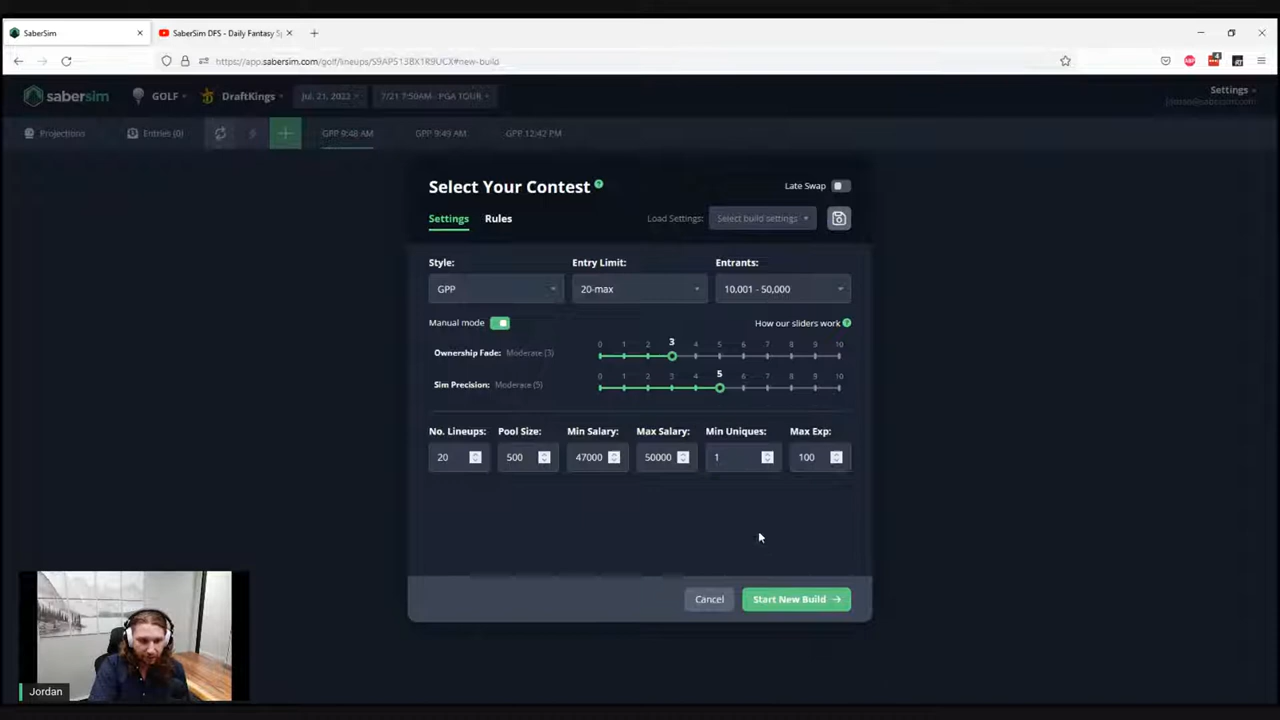 SaberSim
SaberSim DFS - Daily Fantasy Sp
https://app.sabersim.com/golf/lineups/S9AP513BX1R9UCX#new-build
4
sabersim GOLF DraftKings Jul. 21, 2022 7/21 7:50AM - PGA TOUR Settings
Projections Entries (0) GPP 9:48 AM GPP 9:49 AM GPP 12:42 PM
Select Your Contest Late Swap
Settings Rules Load Settings: Select build settings
Style: Entry Limit: Entrants:
GPP 20-max 10,001 - 50,000
Manual mode How our sliders work
0 1 2 3 4 5 6 7 8 9 10
Ownership Fade: Moderate (3)
0 1 2 3 4 5 6 7 8 9 10
Sim Precision: Moderate (5)
No. Lineups: Pool Size: Min Salary: Max Salary: Min Uniques: Max Exp:
20 500 47000 50000 1 100
Cancel Start New Build
Jordan